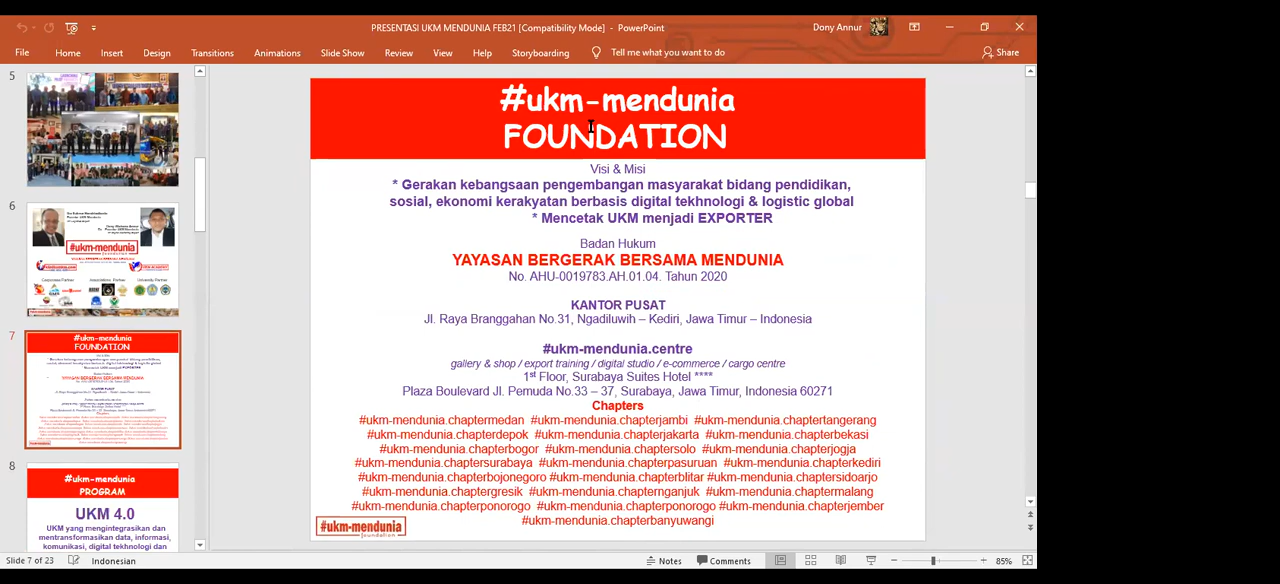 PRESENTASI UKM MENDUNIA FEB21 [Compatibility Mode] - PowerPoint
Dony Annur
File Home Insert Design Transitions Animations Slide Show Review View Help Storyboarding Tell me what you want to do Share
5
6
#ukm-mendunia
7
#ukm-mendunia
FOUNDATION
8
#ukm-mendunia
PROGRAM
UKM 4.0
UKM yang mengintegrasikan dan
mentransformasikan data, informasi,
komunikasi, digital tekhnologi dan
#ukm-mendunia
FOUNDATION
Visi & Misi
* Gerakan kebangsaan pengembangan masyarakat bidang pendidikan,
sosial, ekonomi kerakyatan berbasis digital tekhnologi & logistic global
* Mencetak UKM menjadi EXPORTER
Badan Hukum
YAYASAN BERGERAK BERSAMA MENDUNIA
No. AHU-0019783.AH.01.04. Tahun 2020
KANTOR PUSAT
Jl. Raya Branggahan No.31, Ngadiluwih – Kediri, Jawa Timur – Indonesia
#ukm-mendunia.centre
gallery & shop / export training / digital studio / e-commerce / cargo centre
1st Floor, Surabaya Suites Hotel ****
Plaza Boulevard Jl. Pemuda No.33 – 37, Surabaya, Jawa Timur, Indonesia 60271
Chapters
#ukm-mendunia.chapterbatam #ukm-mendunia.chapterjambi #ukm-mendunia.chaptertangerang
#ukm-mendunia.chapterdepok #ukm-mendunia.chapterjakarta #ukm-mendunia.chapterbekasi
#ukm-mendunia.chapterbogor #ukm-mendunia.chaptersolo #ukm-mendunia.chapterjogja
#ukm-mendunia.chaptersurabaya #ukm-mendunia.chapterpasuruan #ukm-mendunia.chapterkediri
#ukm-mendunia.chapterbojonegoro #ukm-mendunia.chapterblitar #ukm-mendunia.chaptersidoarjo
#ukm-mendunia.chaptergresik #ukm-mendunia.chapternganjuk #ukm-mendunia.chaptermalang
#ukm-mendunia.chapterponorogo #ukm-mendunia.chapterponorogo #ukm-mendunia.chapterjember
#ukm-mendunia.chapterbanyuwangi
#ukm-mendunia
foundation
Slide 7 of 23 Indonesian Notes Comments 85%